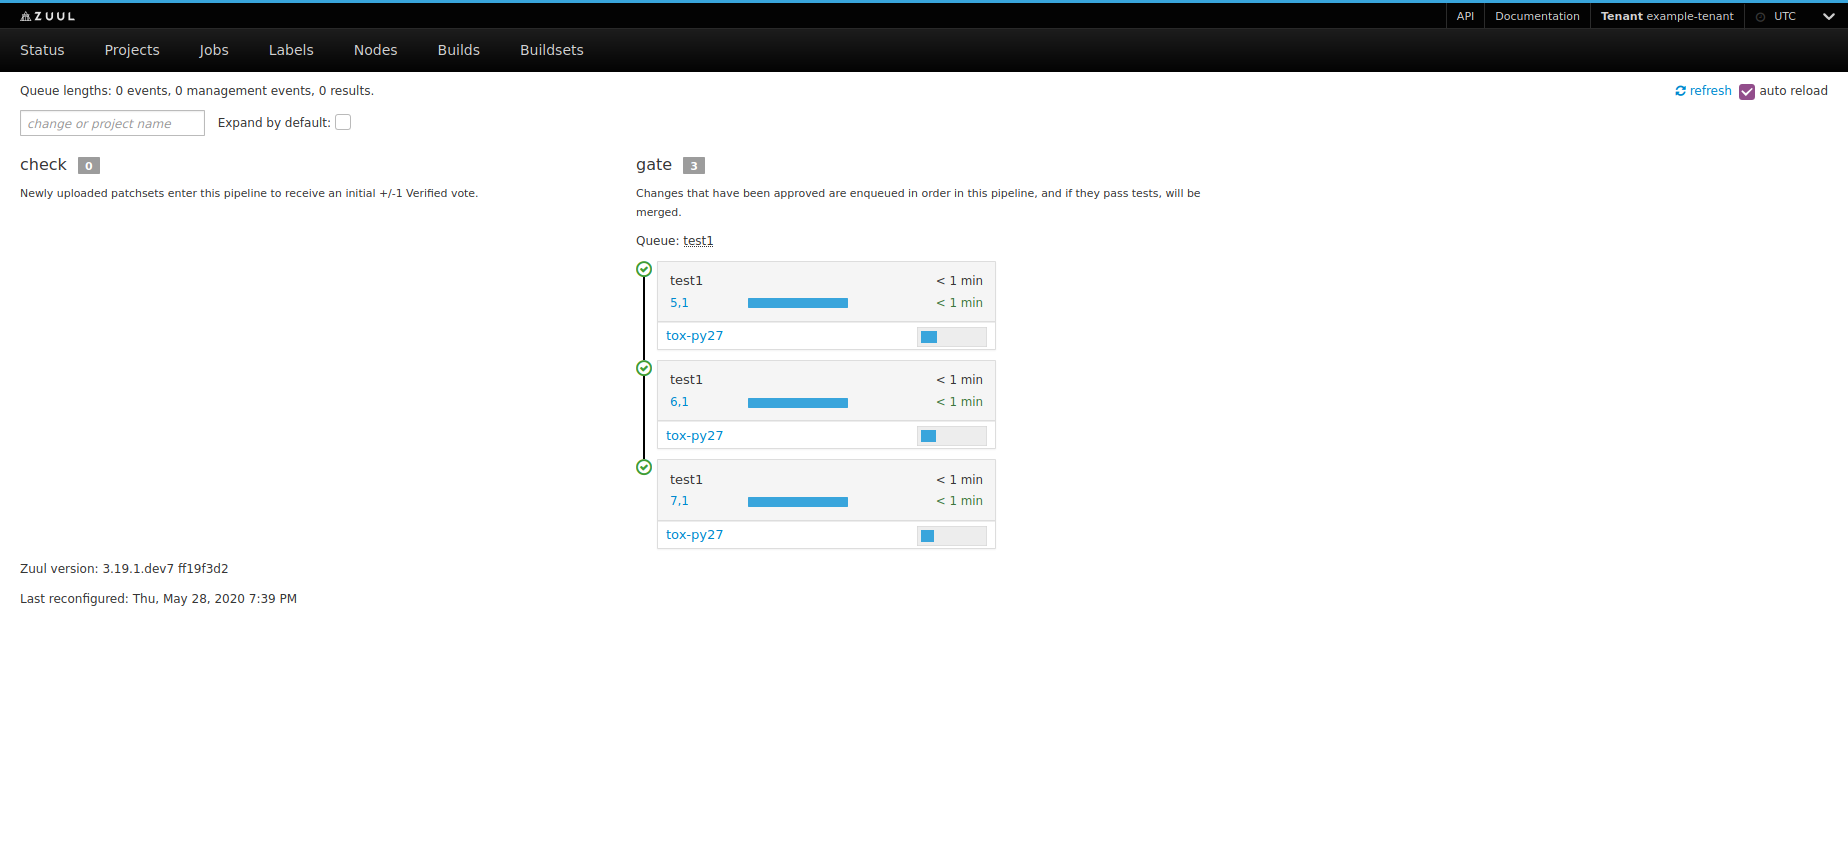 ZUUL
API Documentation Tenant example-tenant UTC
Status Projects Jobs Labels Nodes Builds Buildsets
Queue lengths: 0 events, 0 management events, 0 results.
refresh auto reload
change or project name Expand by default:
check 0
Newly uploaded patchsets enter this pipeline to receive an initial +/-1 Verified vote.
gate 3
Changes that have been approved are enqueued in order in this pipeline, and if they pass tests, will be
merged.
Queue: test1
test1 < 1 min
5,1 < 1 min
tox-py27
test1 < 1 min
6,1 < 1 min
tox-py27
test1 < 1 min
7,1 < 1 min
tox-py27
Zuul version: 3.19.1.dev7 ff19f3d2
Last reconfigured: Thu, May 28, 2020 7:39 PM